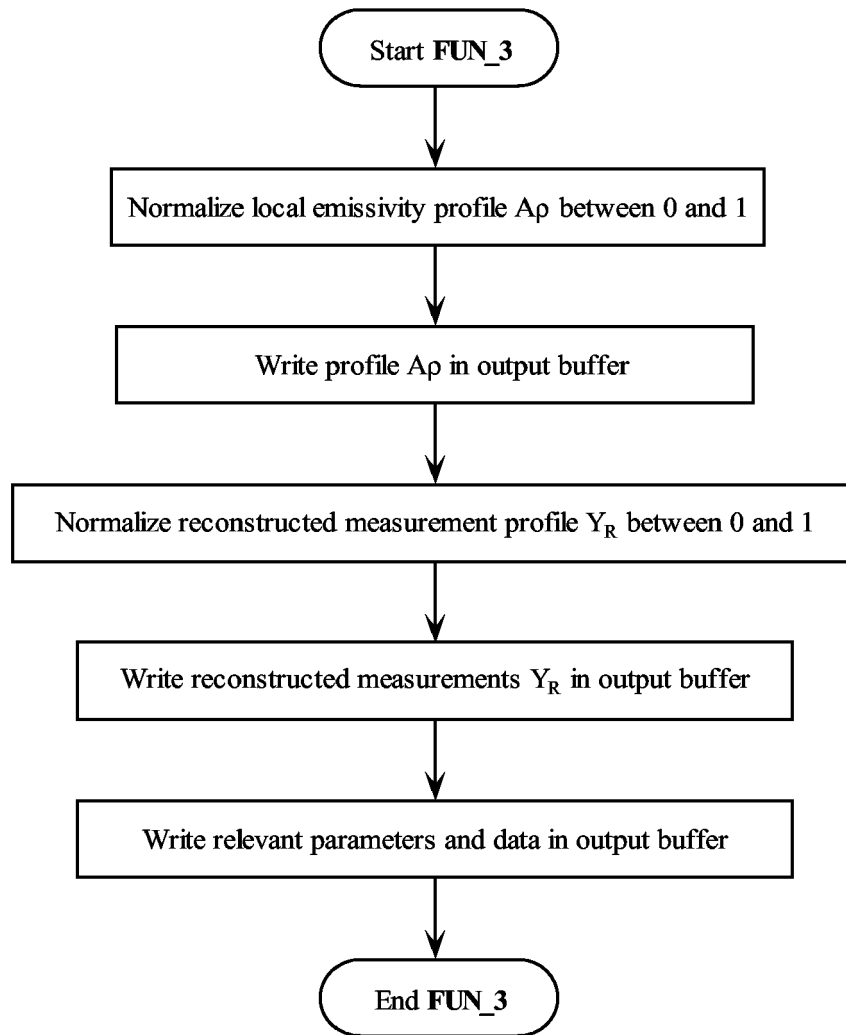 Start FUN_3
Normalize local emissivity profile Aρ between 0 and 1
Write profile Aρ in output buffer
Normalize reconstructed measurement profile Y_R between 0 and 1
Write reconstructed measurements Y_R in output buffer
Write relevant parameters and data in output buffer
End FUN_3